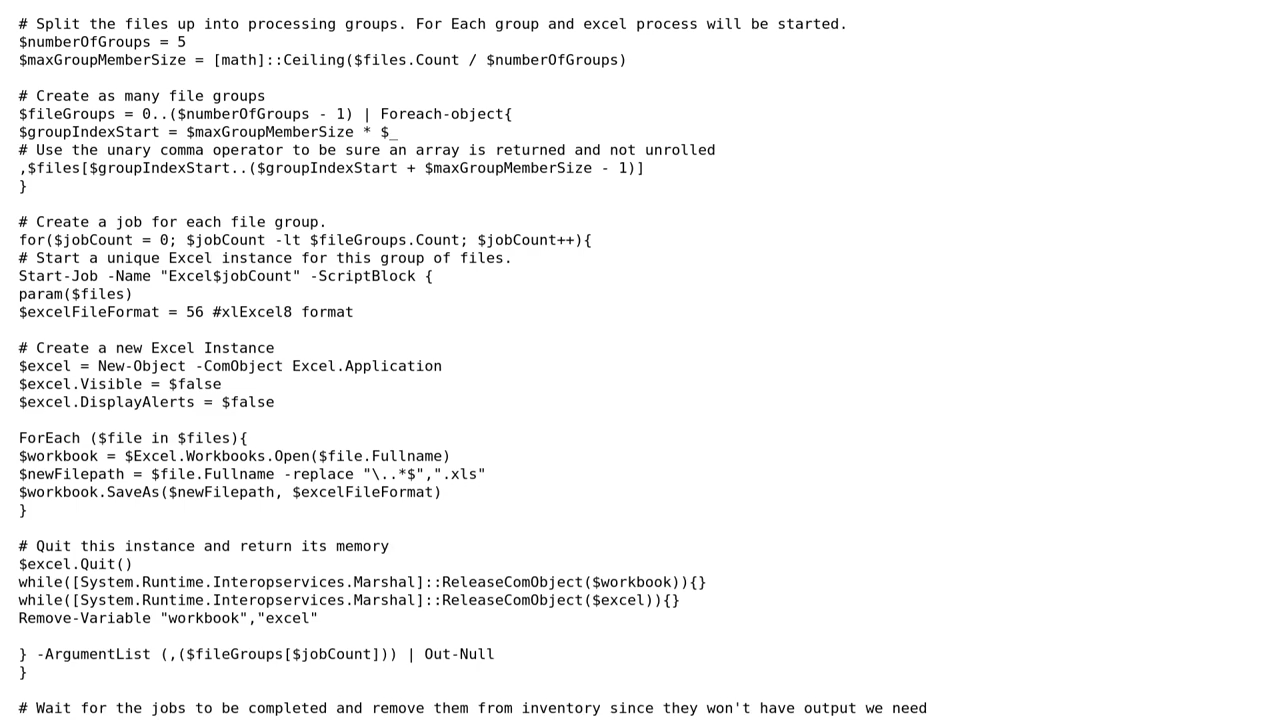 # Split the files up into processing groups. For Each group and excel process will be started.
$numberOfGroups = 5
$maxGroupMemberSize = [math]::Ceiling($files.Count / $numberOfGroups)

# Create as many file groups
$fileGroups = 0..($numberOfGroups - 1) | Foreach-object{
$groupIndexStart = $maxGroupMemberSize * $_
# Use the unary comma operator to be sure an array is returned and not unrolled
,$files[$groupIndexStart..($groupIndexStart + $maxGroupMemberSize - 1)]
}

# Create a job for each file group.
for($jobCount = 0; $jobCount -lt $fileGroups.Count; $jobCount++){
# Start a unique Excel instance for this group of files.
Start-Job -Name "Excel$jobCount" -ScriptBlock {
param($files)
$excelFileFormat = 56 #xlExcel8 format

# Create a new Excel Instance
$excel = New-Object -ComObject Excel.Application
$excel.Visible = $false
$excel.DisplayAlerts = $false

ForEach ($file in $files){
$workbook = $Excel.Workbooks.Open($file.Fullname)
$newFilepath = $file.Fullname -replace "\..*$",".xls"
$workbook.SaveAs($newFilepath, $excelFileFormat)
}

# Quit this instance and return its memory
$excel.Quit()
while([System.Runtime.Interopservices.Marshal]::ReleaseComObject($workbook)){}
while([System.Runtime.Interopservices.Marshal]::ReleaseComObject($excel)){}
Remove-Variable "workbook","excel"

} -ArgumentList (,($fileGroups[$jobCount])) | Out-Null
}

# Wait for the jobs to be completed and remove them from inventory since they won't have output we need